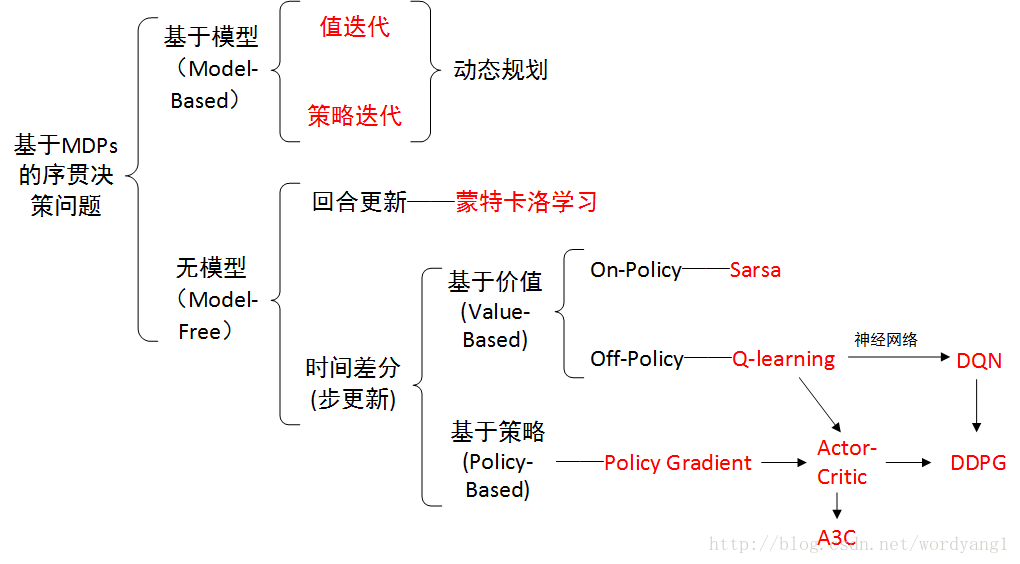 基于MDPs
的序贯决
策问题
基于模型
（Model-
Based）
值迭代
策略迭代
动态规划
无模型
（Model-
Free）
回合更新
蒙特卡洛学习
时间差分
(步更新)
基于价值
(Value-
Based)
On-Policy
Sarsa
Off-Policy
Q-learning
神经网络
DQN
基于策略
(Policy-
Based)
Policy Gradient
Actor-
Critic
DDPG
A3C
http://blog.csdn.net/wordyang1